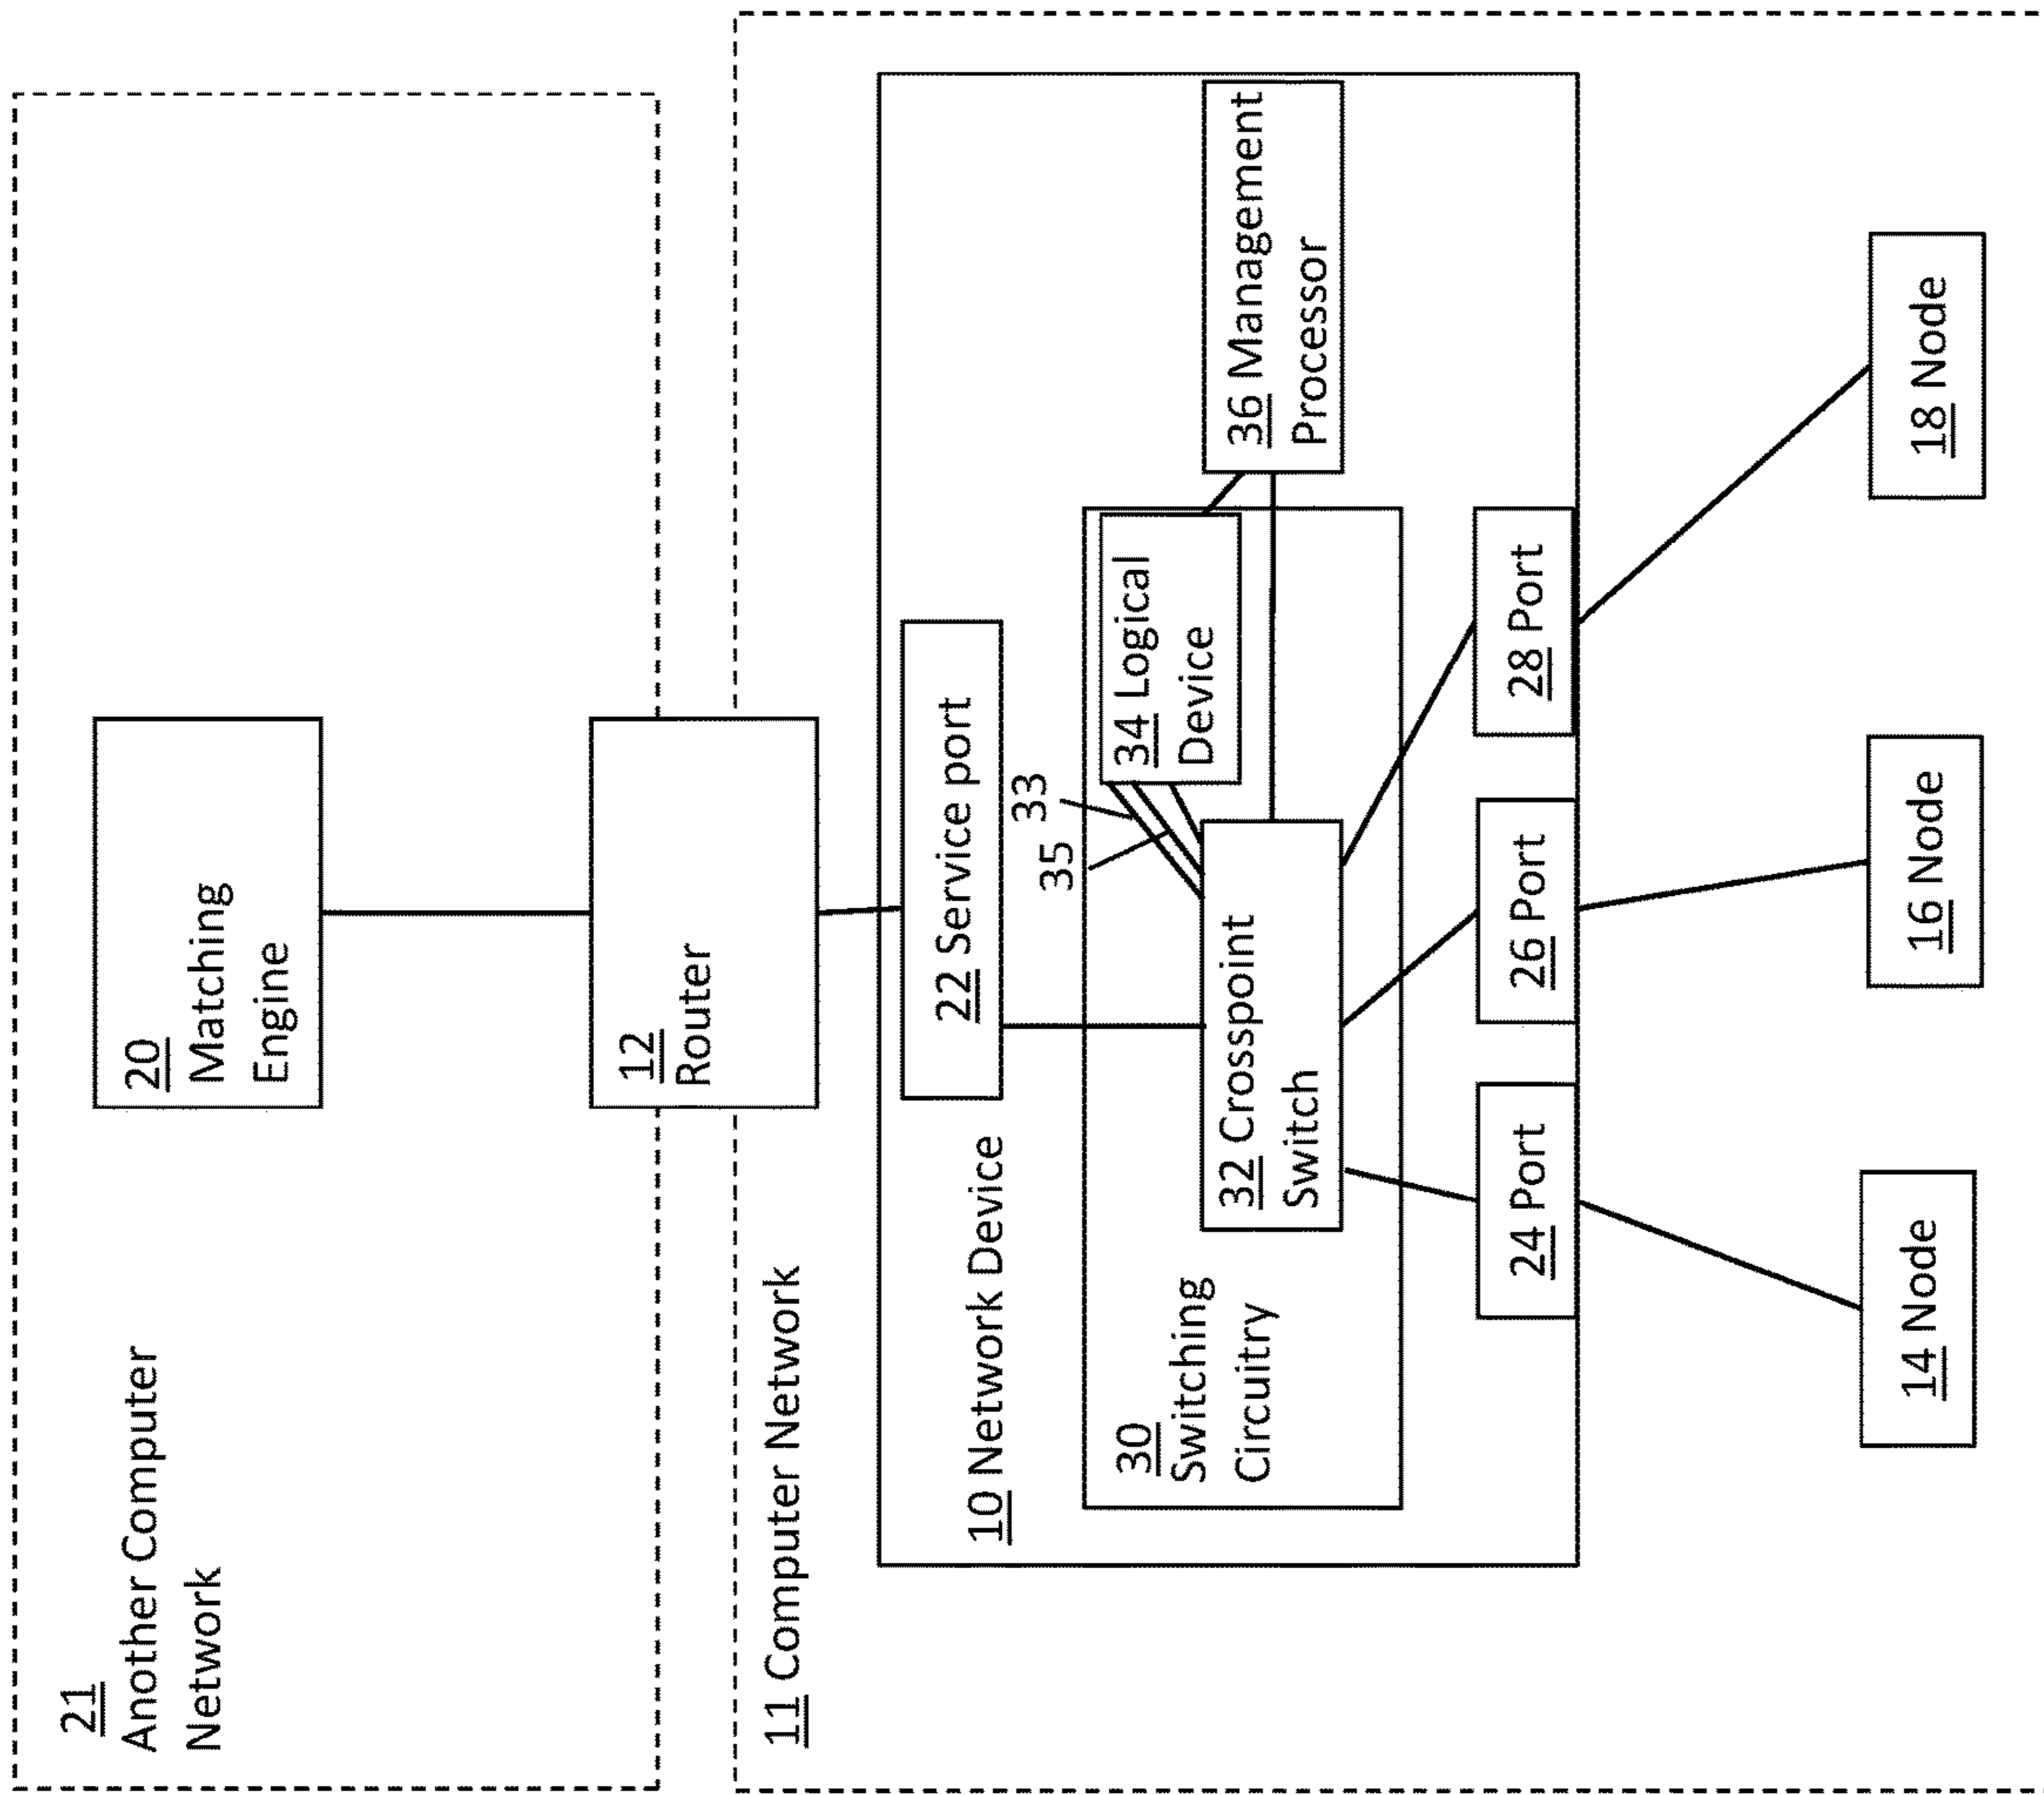 21
Another Computer
Network
20
Matching
Engine
12
Router
11 Computer Network
10 Network Device
22 Service port
33
35
30
Switching
Circuitry
32 Crosspoint
Switch
34 Logical
Device
36 Management
Processor
24 Port
26 Port
28 Port
14 Node
16 Node
18 Node